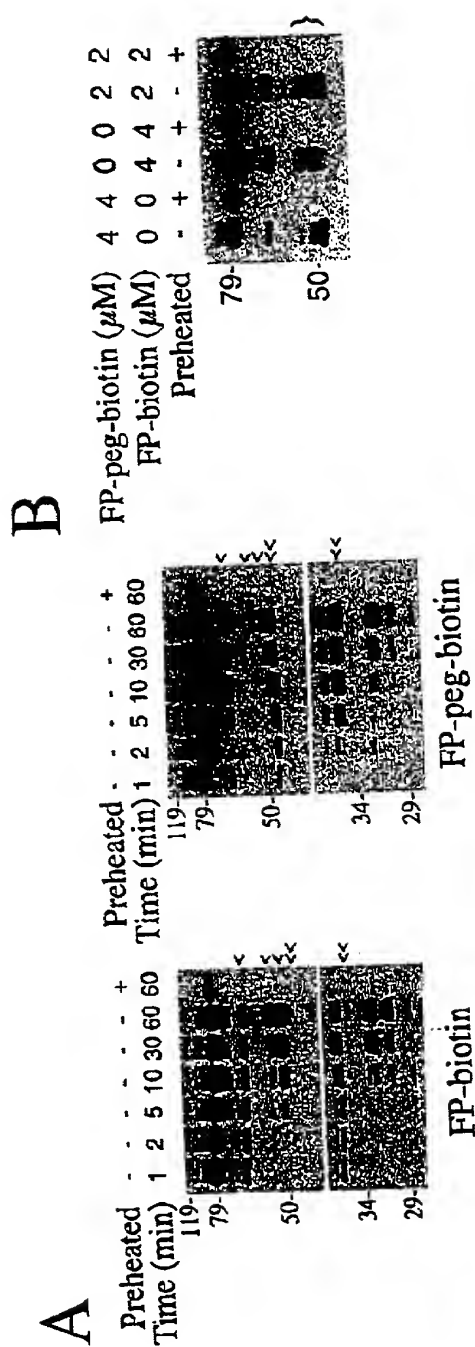 A
Preheated - - - - - - +
Time (min) 1 2 5 10 30 60 60
119-
79-
50-
34-
29-
FP-biotin
Preheated - - - - - - +
Time (min) 1 2 5 10 30 60 60
119-
79-
50-
34-
29-
FP-peg-biotin
B
FP-peg-biotin (µM) 4 4 0 0 2 2
FP-biotin (µM) 0 0 4 4 2 2
Preheated - + - + - +
79-
50-